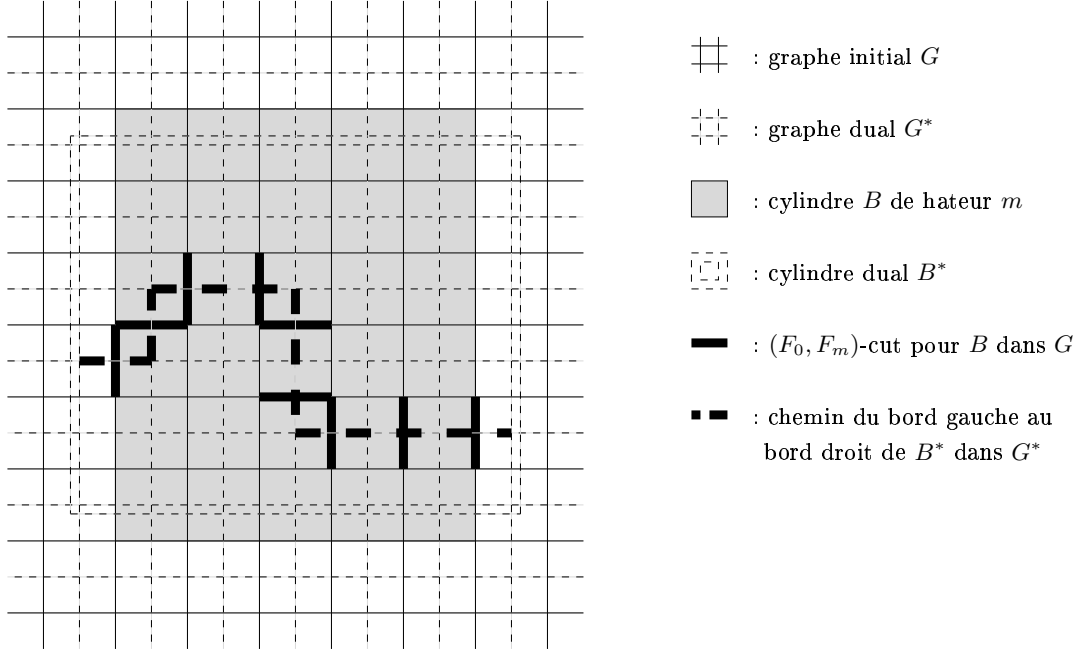 : graphe initial G
: graphe dual G*
: cylindre B de hateur m
: cylindre dual B*
: (F₀, Fₘ)-cut pour B dans G
: chemin du bord gauche au
bord droit de B* dans G*